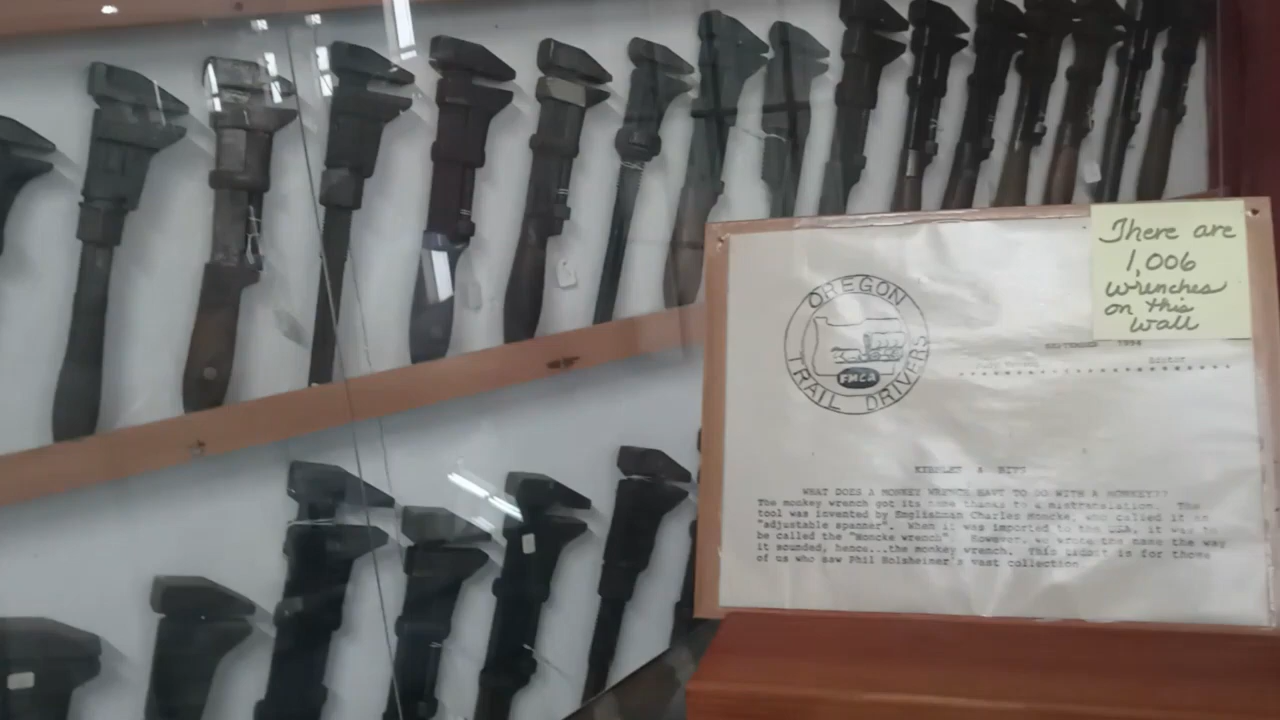 There are
1,006
wrenches
on this
wall
OREGON
TRAIL DRIVERS
FMCA
SEPTEMBER 1994
Editor
A BITS
WHAT DOES A MONKEY WRENCH HAVE TO DO WITH A MONKEY??
The monkey wrench got its name thanks to a mistranslation. The
tool was invented by Englishman Charles Moncke, who called it an
"adjustable spanner". When it was imported to the USA, it was to
be called the "Moncke wrench". However, we wrote the name the way
it sounded, hence...the monkey wrench. This tidbit is for those
of us who saw Phil Holsheimer's vast collection